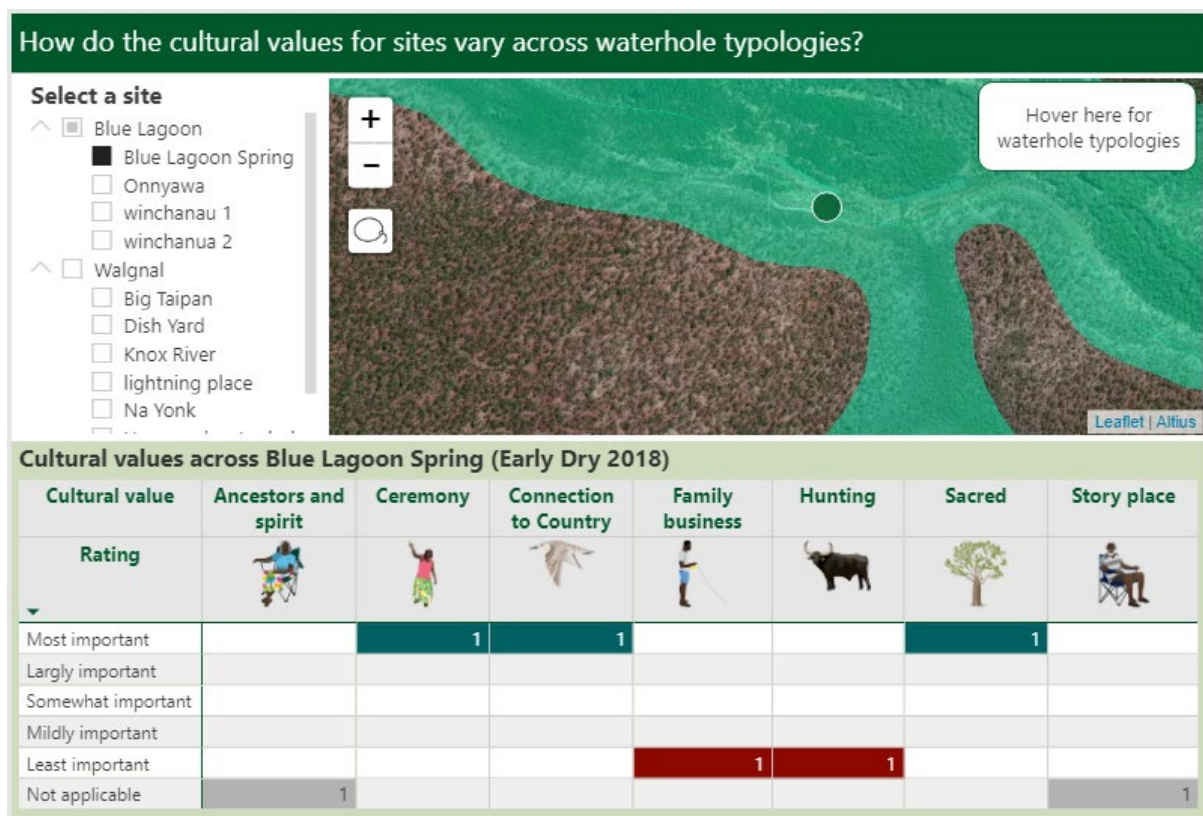 How do the cultural values for sites vary across waterhole typologies?
Select a site
Blue Lagoon
Blue Lagoon Spring
Onnyawa
winchanau 1
winchanua 2
Walgnal
Big Taipan
Dish Yard
Knox River
lightning place
Na Yonk
+
−
Hover here for
waterhole typologies
Leaflet | Altius
Cultural values across Blue Lagoon Spring (Early Dry 2018)
Cultural value Ancestors and spirit Ceremony Connection to Country Family business Hunting Sacred Story place
Rating
Most important 1 1 1
Largly important
Somewhat important
Mildly important
Least important 1 1
Not applicable 1 1